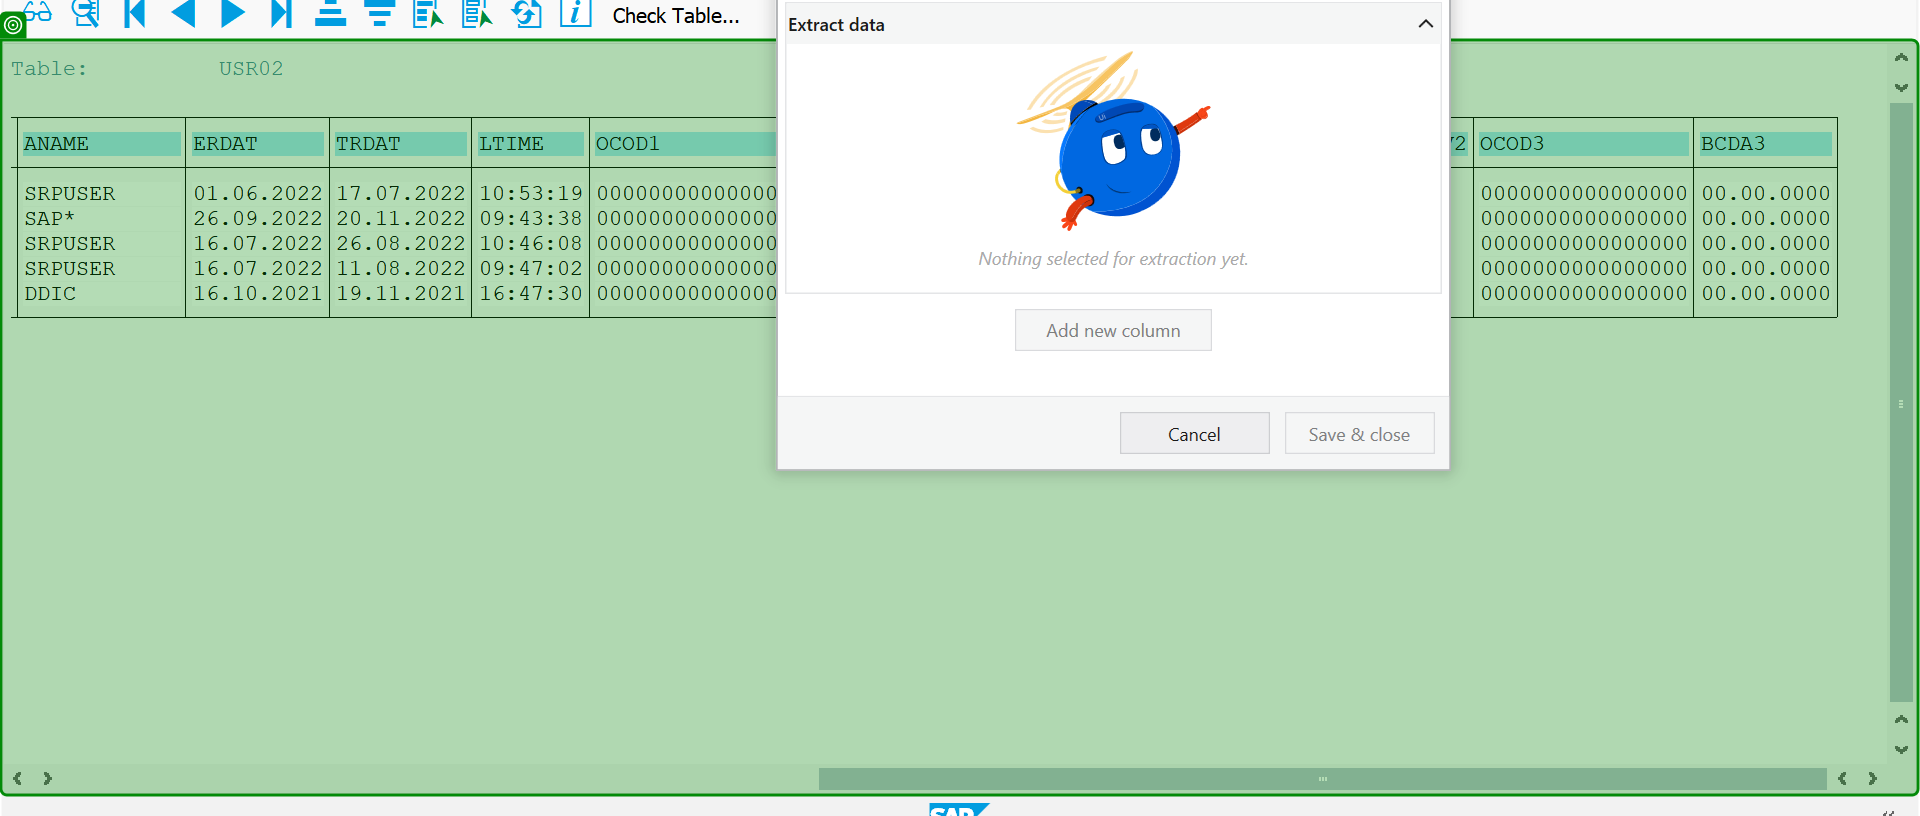 Check Table...
Extract data
Table: USR02
ANAME ERDAT TRDAT LTIME OCOD1 OCOD3 BCDA3
SRPUSER 01.06.2022 17.07.2022 10:53:19 00000000000000 0000000000000000 00.00.0000
SAP* 26.09.2022 20.11.2022 09:43:38 00000000000000 0000000000000000 00.00.0000
SRPUSER 16.07.2022 26.08.2022 10:46:08 00000000000000 0000000000000000 00.00.0000
SRPUSER 16.07.2022 11.08.2022 09:47:02 00000000000000 0000000000000000 00.00.0000
DDIC 16.10.2021 19.11.2021 16:47:30 00000000000000 0000000000000000 00.00.0000
Nothing selected for extraction yet.
Add new column
Cancel Save & close
SAP